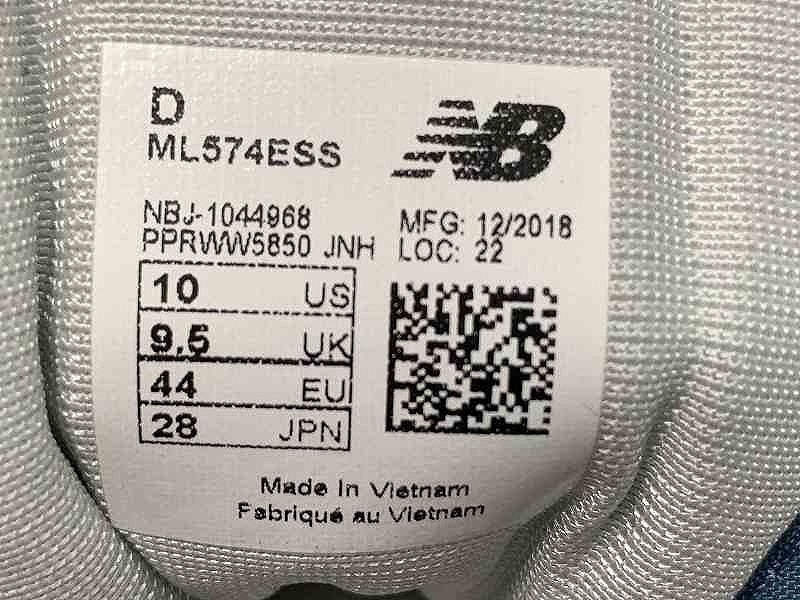 D
ML574ESS
NB
NBJ-1044968
PPRWW5850 JNH
MFG: 12/2018
LOC: 22
10 US
9.5 UK
44 EU
28 JPN
Made In Vietnam
Fabriqué au Vietnam